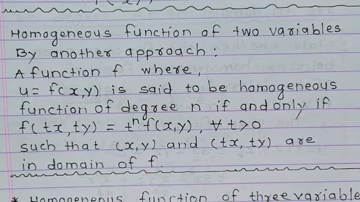 Homogeneous function of two variables
By another approach:
A function f where,
u = f(x,y) is said to be homogeneous
function of degree n if and only if
f(tx, ty) = tⁿ f(x,y), ∀ t>0
such that (x,y) and (tx, ty) are
in domain of f.
* Homogeneous function of three variable